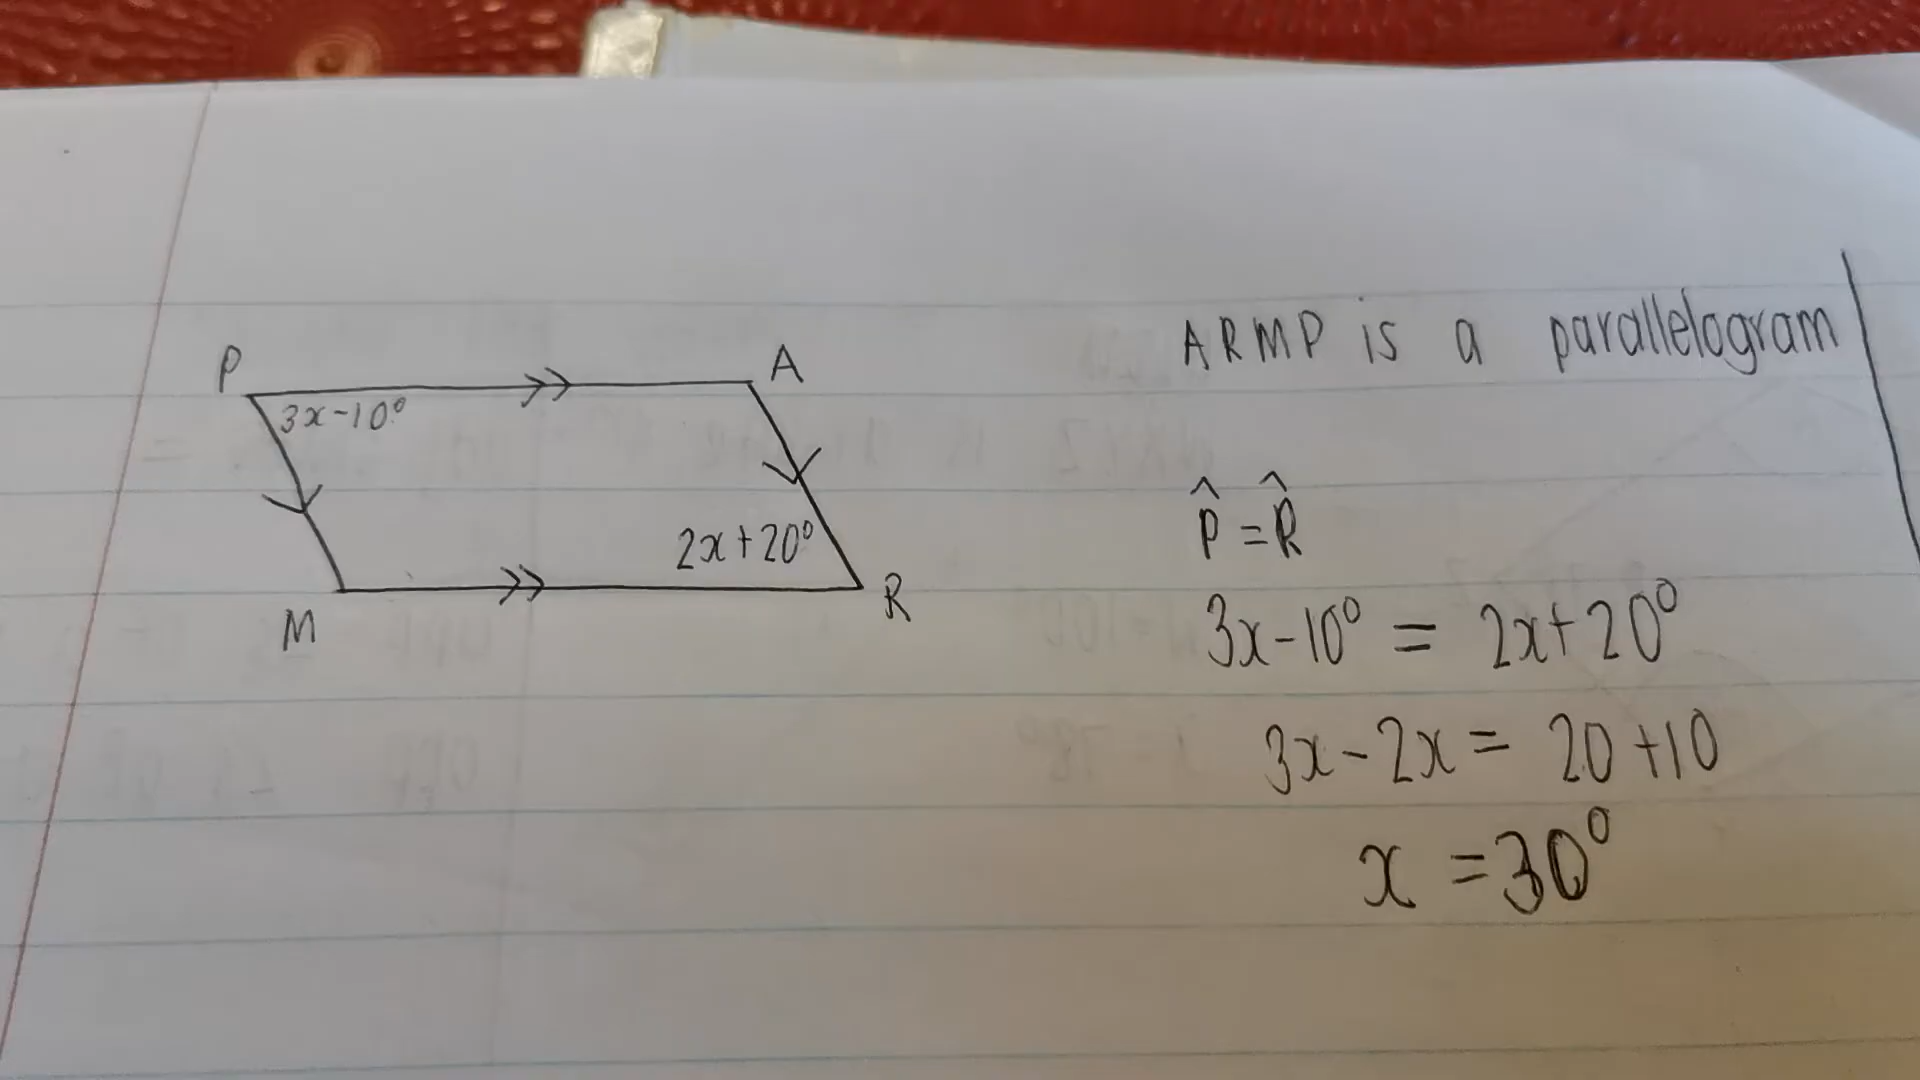 P
A
3x-10°
2x+20°
M
R
ARMP is a parallelogram
P̂ = R̂
3x-10° = 2x+20°
3x-2x = 20+10
x = 30°